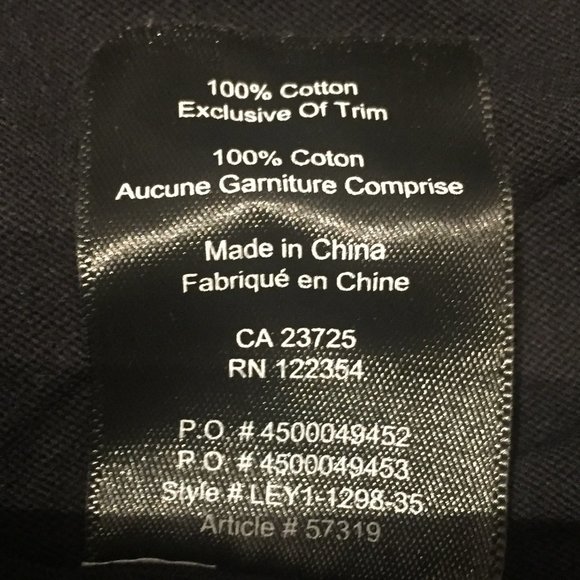 100% Cotton
Exclusive Of Trim
100% Coton
Aucune Garniture Comprise
Made in China
Fabriqué en Chine
CA 23725
RN 122354
P.O. # 4500049452
P.O. # 4500049453
Style # LEY1-1298-35
Article # 57319